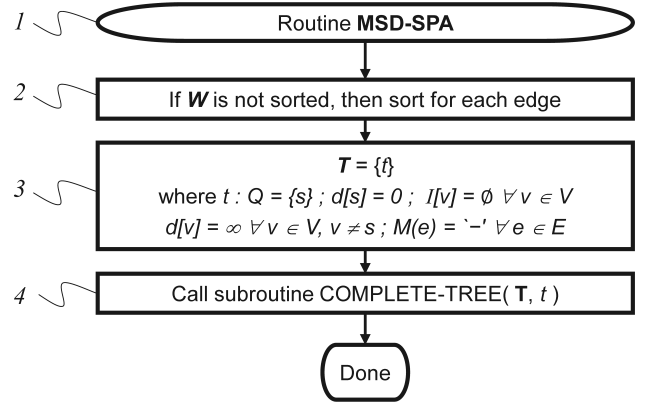 1
Routine MSD-SPA
2
If W is not sorted, then sort for each edge
3
T = {t}
where t : Q = {s} ; d[s] = 0 ; I[v] = ∅ ∀ v ∈ V
d[v] = ∞ ∀ v ∈ V, v ≠ s ; M(e) = `−' ∀ e ∈ E
4
Call subroutine COMPLETE-TREE( T, t )
Done